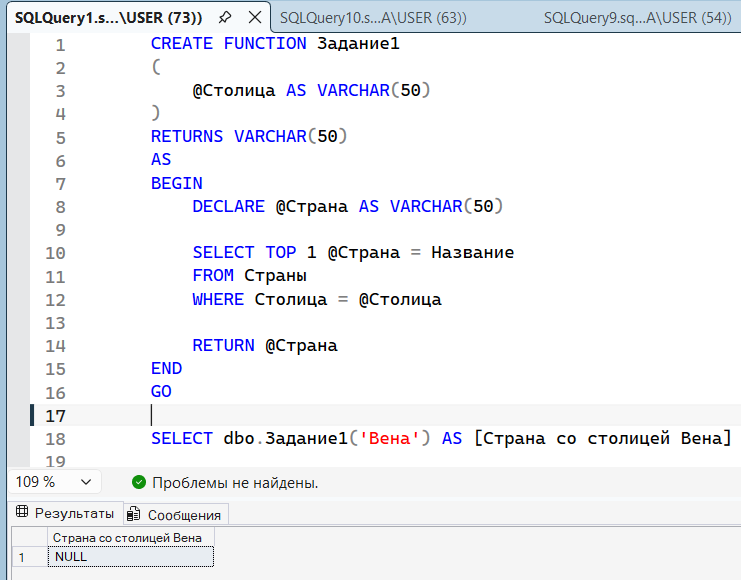 SQLQuery1.s...\USER (73)) SQLQuery10.s...A\USER (63)) SQLQuery9.sq...A\USER (54))
1 CREATE FUNCTION Задание1
2 (
3 @Столица AS VARCHAR(50)
4 )
5 RETURNS VARCHAR(50)
6 AS
7 BEGIN
8 DECLARE @Страна AS VARCHAR(50)
9
10 SELECT TOP 1 @Страна = Название
11 FROM Страны
12 WHERE Столица = @Столица
13
14 RETURN @Страна
15 END
16 GO
17
18 SELECT dbo.Задание1('Вена') AS [Страна со столицей Вена]
19
109 % Проблемы не найдены.
Результаты Сообщения
Страна со столицей Вена
1 NULL